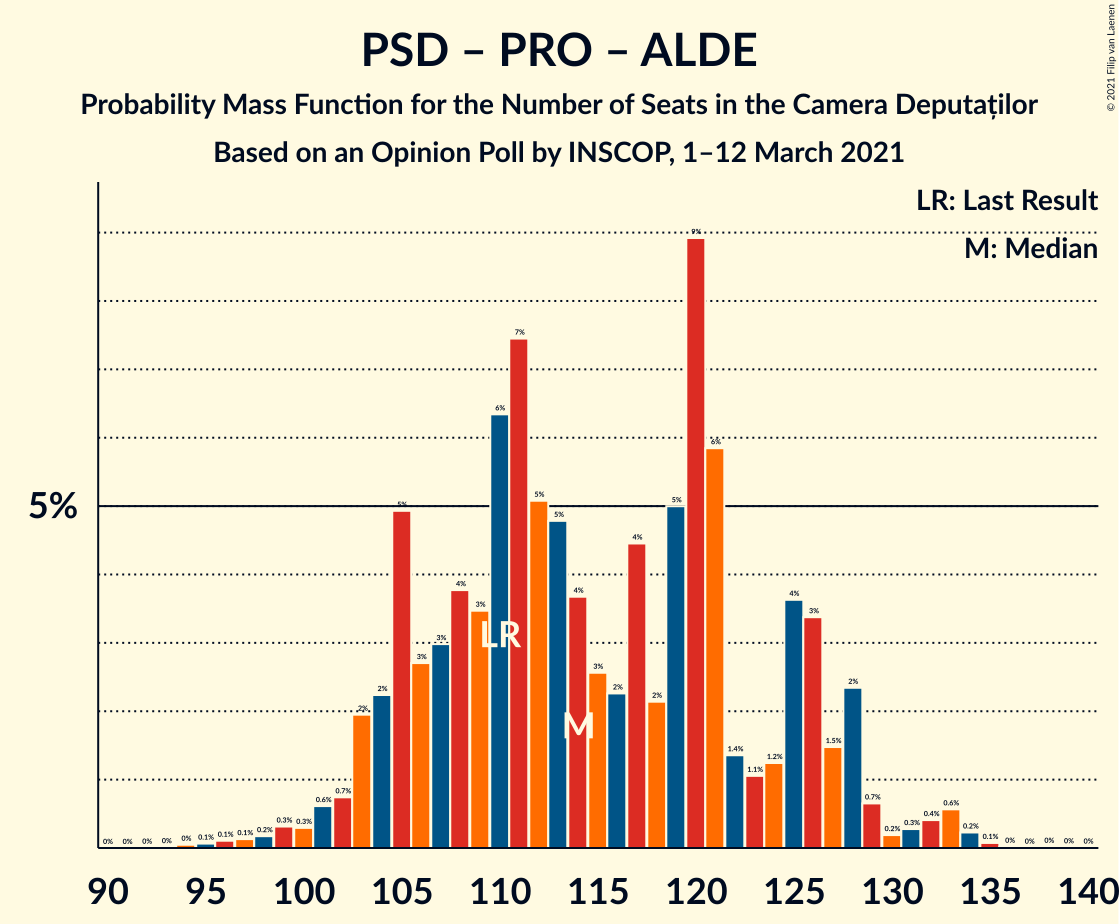 © 2021 Filip van Laenen
PSD – PRO – ALDE
Probability Mass Function for the Number of Seats in the Camera Deputaților
Based on an Opinion Poll by INSCOP, 1–12 March 2021
LR: Last Result
M: Median
5%
0% 0% 0% 0% 0% 0.1% 0.1% 0.1% 0.2% 0.3% 0.3% 0.6% 0.7% 2% 2% 5% 3% 3% 4% 3% 6% 7% 5% 5% 4% 3% 2% 4% 2% 5% 9% 6% 1.4% 1.1% 1.2% 4% 3% 1.5% 2% 0.7% 0.2% 0.3% 0.4% 0.6% 0.2% 0.1% 0% 0% 0% 0% 0%
LR
M
90 95 100 105 110 115 120 125 130 135 140